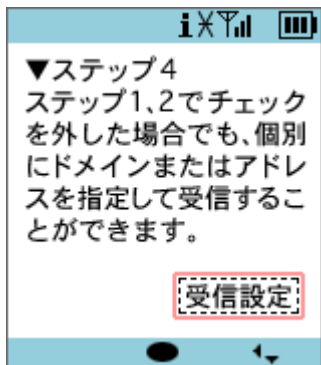 ▼ステップ4
ステップ1、2でチェック
を外した場合でも、個別
にドメインまたはアドレ
スを指定して受信するこ
とができます。
受信設定